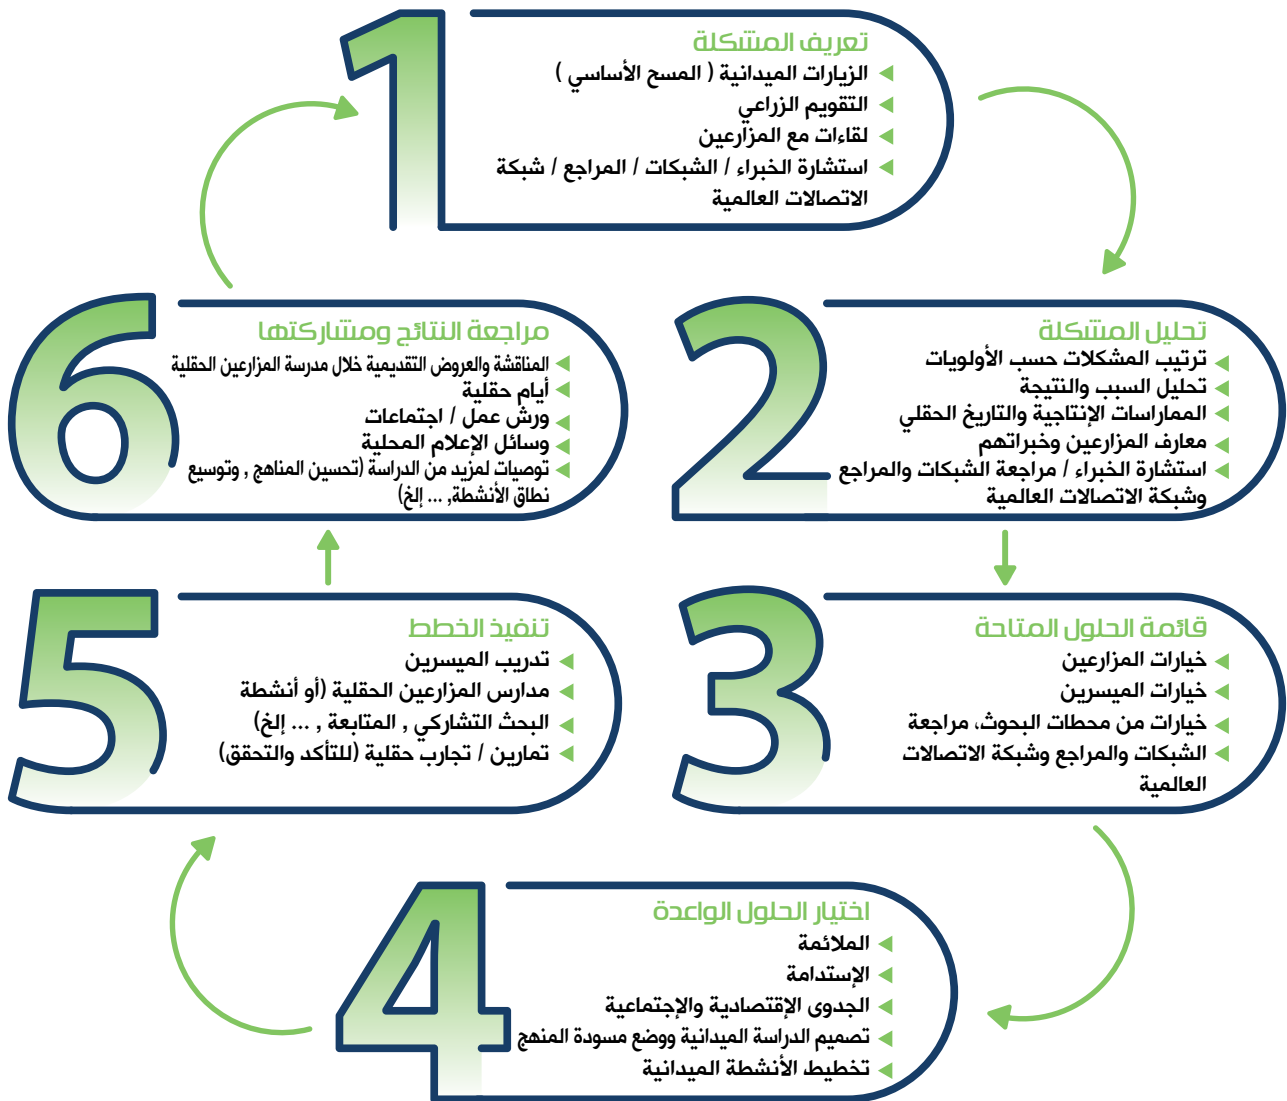 1
تعريف المشكلة
الزيارات الميدانية ( المسح الأساسي )
التقويم الزراعي
لقاءات مع المزارعين
استشارة الخبراء / الشبكات / المراجع / شبكة
الاتصالات العالمية
2
تحليل المشكلة
ترتيب المشكلات حسب الأولويات
تحليل السبب والنتيجة
الممارسات الإنتاجية والتاريخ الحقلي
معارف المزارعين وخبراتهم
استشارة الخبراء / مراجعة الشبكات والمراجع
وشبكة الاتصالات العالمية
3
قائمة الحلول المتاحة
خيارات المزارعين
خيارات الميسرين
خيارات من محطات البحوث، مراجعة
الشبكات والمراجع وشبكة الاتصالات
العالمية
4
اختيار الحلول الواعدة
الملائمة
الإستدامة
الجدوى الإقتصادية والإجتماعية
تصميم الدراسة الميدانية ووضع مسودة المنهج
تخطيط الأنشطة الميدانية
5
تنفيذ الخطط
تدريب الميسرين
مدارس المزارعين الحقلية (أو أنشطة
البحث التشاركي , المتابعة , ... إلخ)
تمارين / تجارب حقلية (للتأكد والتحقق)
6
مراجعة النتائج ومشاركتها
المناقشة والعروض التقديمية خلال مدرسة المزارعين الحقلية
أيام حقلية
ورش عمل / اجتماعات
وسائل الإعلام المحلية
توصيات لمزيد من الدراسة (تحسين المناهج , وتوسيع
نطاق الأنشطة, ... إلخ)